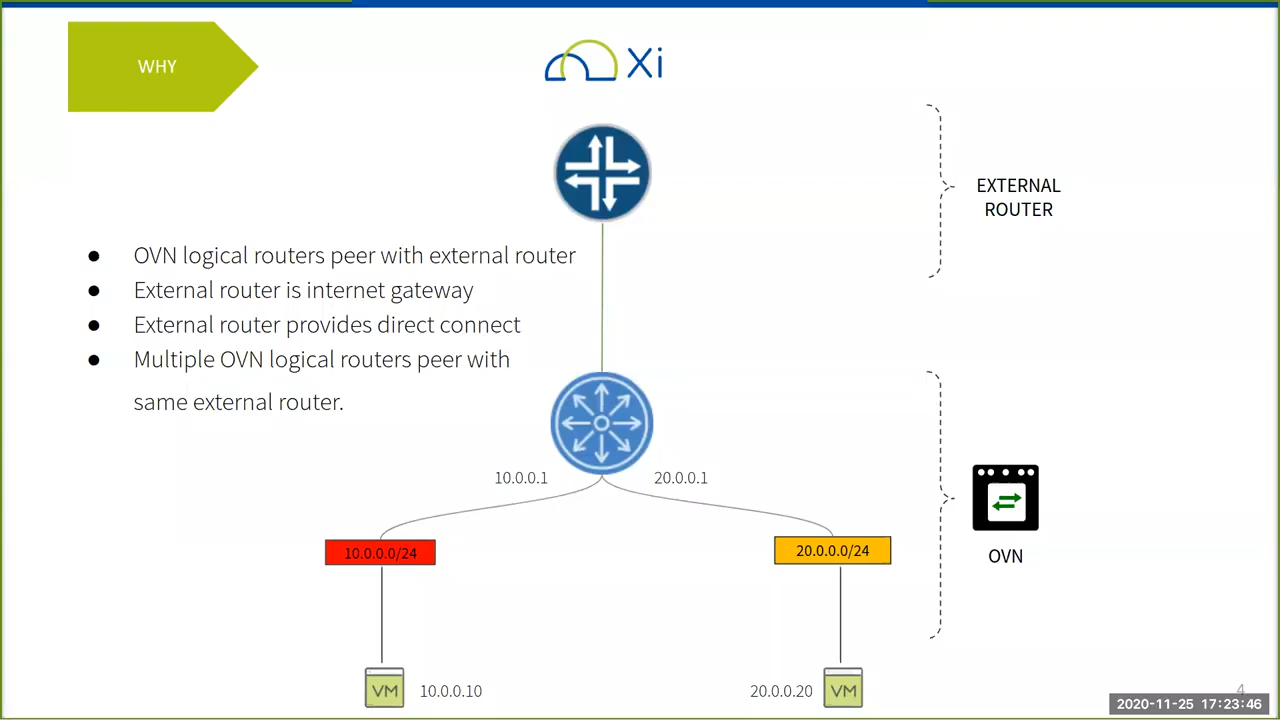 WHY
Xi
EXTERNAL
ROUTER
● OVN logical routers peer with external router
● External router is internet gateway
● External router provides direct connect
● Multiple OVN logical routers peer with
same external router.
10.0.0.1
20.0.0.1
10.0.0.0/24
20.0.0.0/24
OVN
VM
10.0.0.10
20.0.0.20
VM
4
2020-11-25 17:23:46